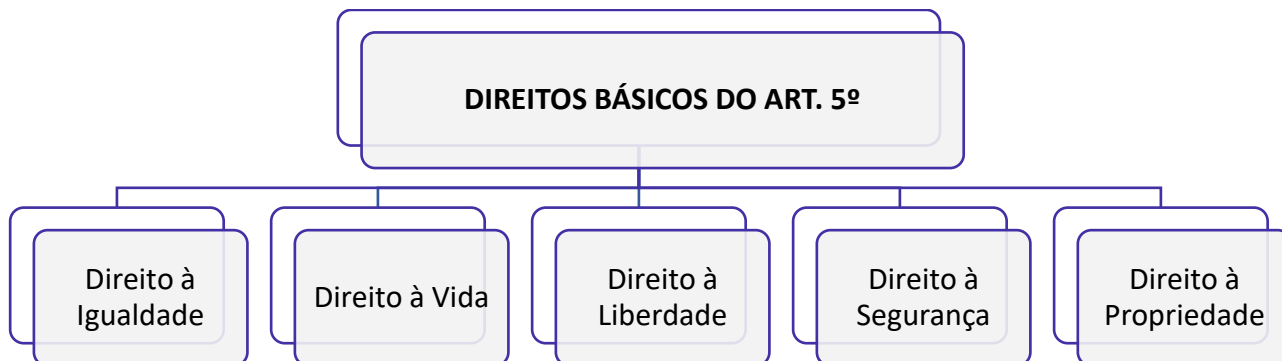 DIREITOS BÁSICOS DO ART. 5º
Direito à
Igualdade
Direito à Vida
Direito à
Liberdade
Direito à
Segurança
Direito à
Propriedade